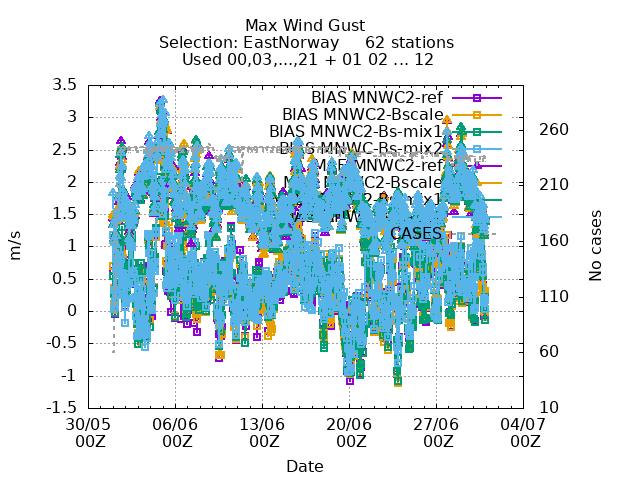 Max Wind Gust
Selection: EastNorway 62 stations
Used 00,03,...,21 + 01 02 ... 12
BIAS MNWC2-ref
BIAS MNWC2-Bscale
BIAS MNWC2-Bs-mix1
BIAS MNWC-Bs-mix2
MNWC2-ref
MNWC2-Bscale
CASES
3.5
3
2.5
2
1.5
1
0.5
0
-0.5
-1
-1.5
m/s
260
210
160
110
60
10
No cases
30/05 06/06 13/06 20/06 27/06 04/07
00Z 00Z 00Z 00Z 00Z 00Z
Date